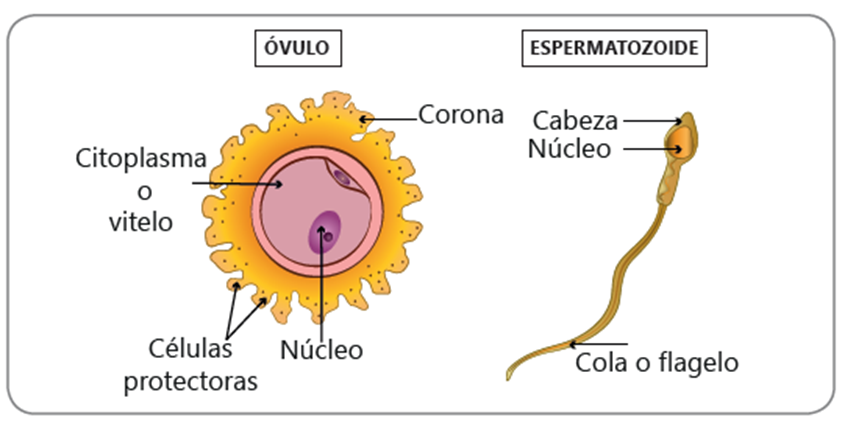 ÓVULO
ESPERMATOZOIDE
Corona
Citoplasma
o
vitelo
Células
protectoras
Núcleo
Cabeza
Núcleo
Cola o flagelo